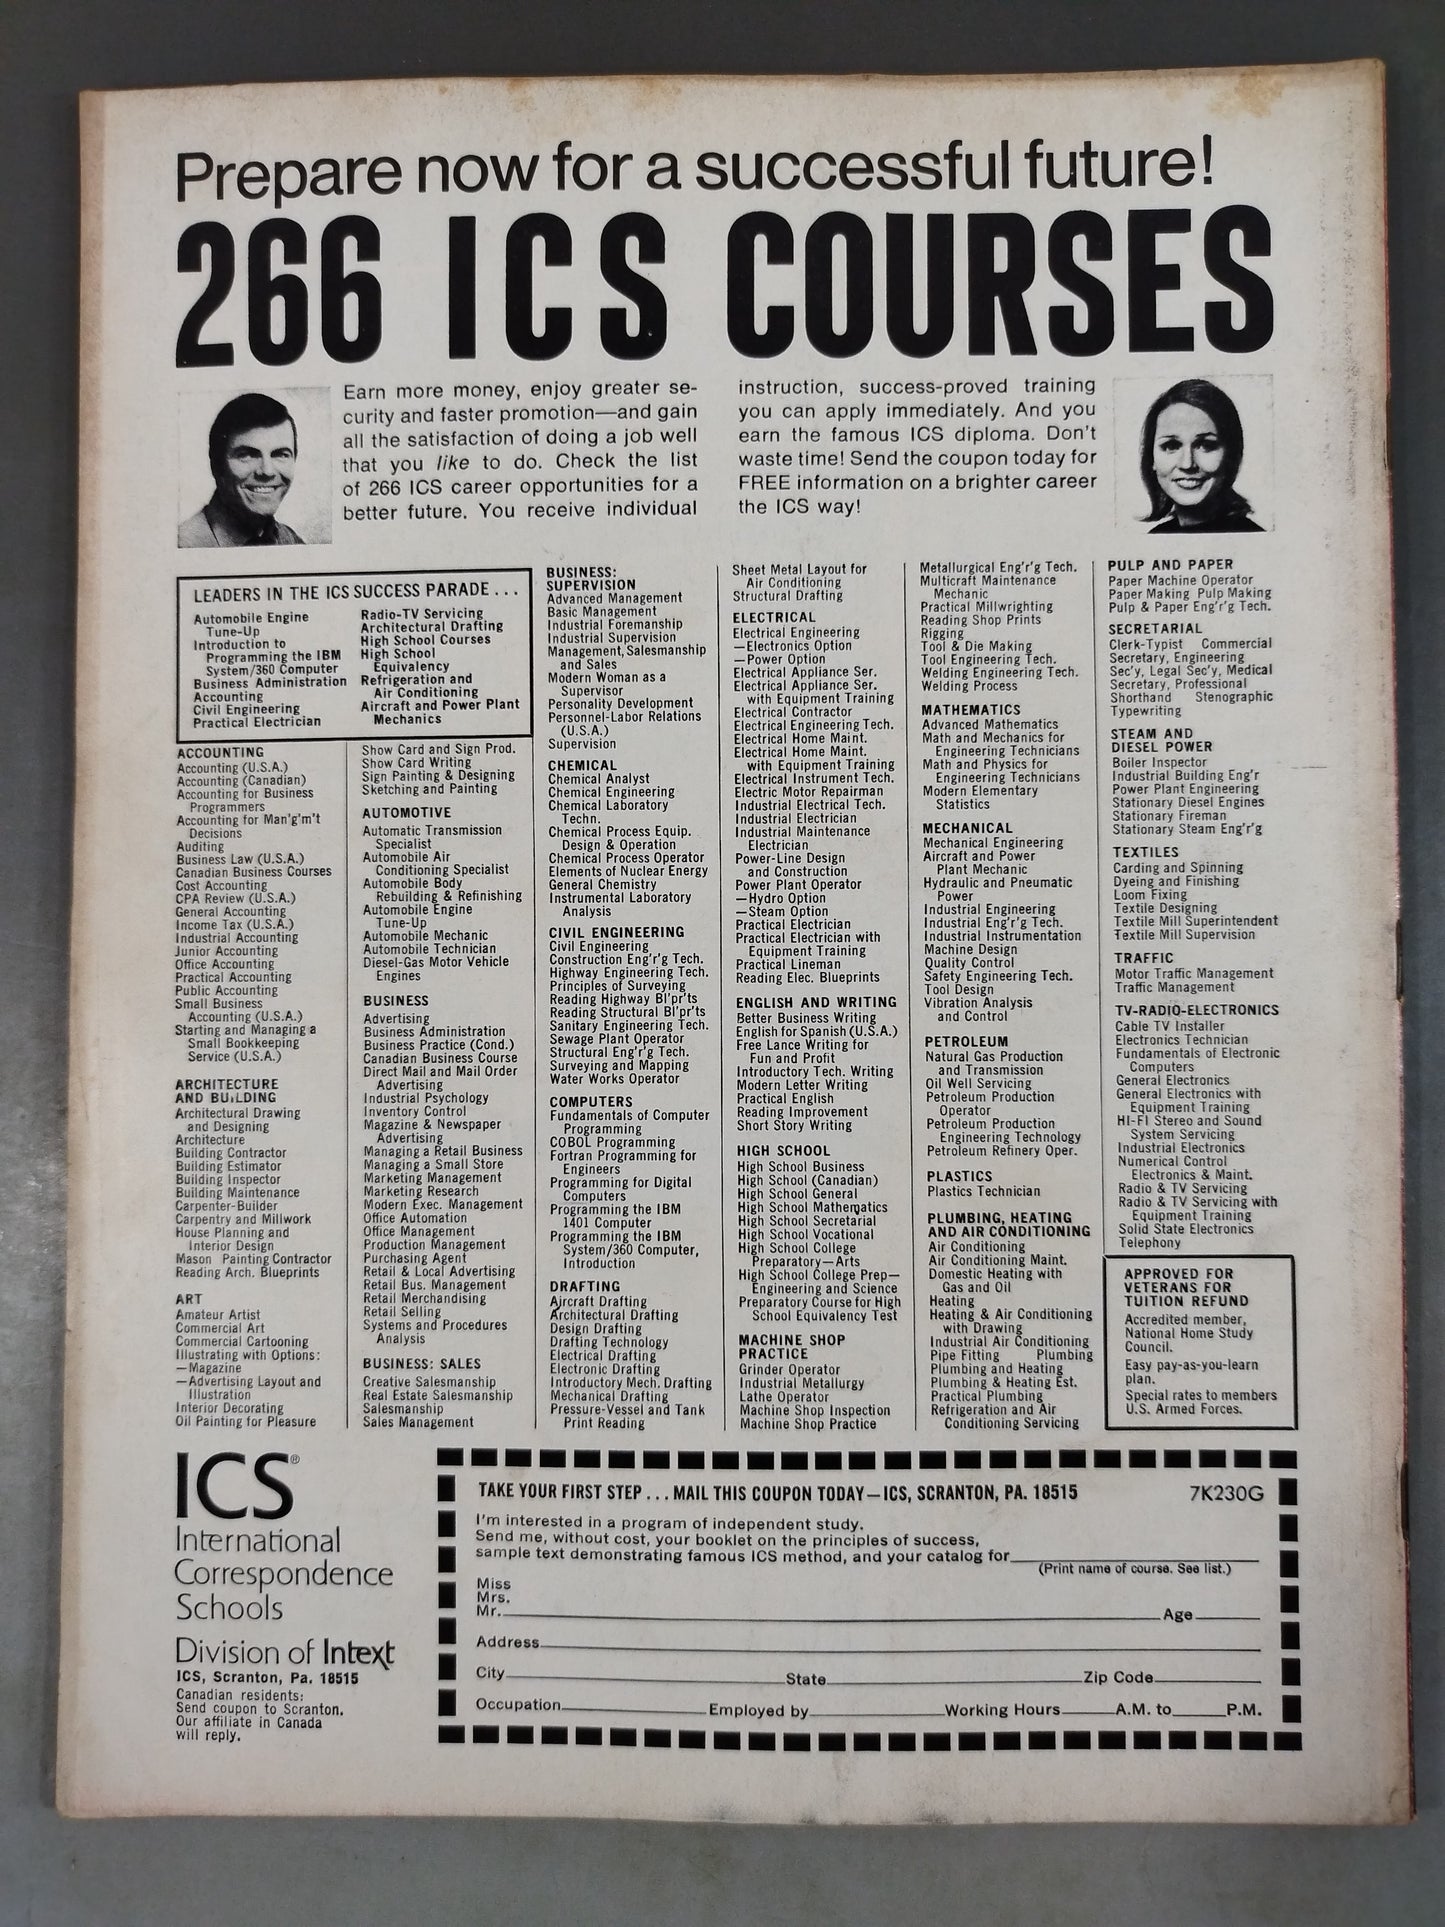 Prepare now for a successful future!
266 ICS COURSES
Earn more money, enjoy greater se-
curity and faster promotion—and gain
all the satisfaction of doing a job well
that you like to do. Check the list
of 266 ICS career opportunities for a
better future. You receive individual
instruction, success-proved training
you can apply immediately. And you
earn the famous ICS diploma. Don't
waste time! Send the coupon today for
FREE information on a brighter career
the ICS way!
LEADERS IN THE ICS SUCCESS PARADE . . .
Automobile Engine
Tune-Up
Introduction to
Programming the IBM
System/360 Computer
Business Administration
Accounting
Civil Engineering
Practical Electrician
Radio-TV Servicing
Architectural Drafting
High School Courses
High School
Equivalency
Refrigeration and
Air Conditioning
Aircraft and Power Plant
Mechanics
ACCOUNTING
Accounting (U.S.A.)
Accounting (Canadian)
Accounting for Business
Programmers
Accounting for Man'g'm't
Decisions
Auditing
Business Law (U.S.A.)
Canadian Business Courses
Cost Accounting
CPA Review (U.S.A.)
General Accounting
Income Tax (U.S.A.)
Industrial Accounting
Junior Accounting
Office Accounting
Practical Accounting
Public Accounting
Small Business
Accounting (U.S.A.)
Starting and Managing a
Small Bookkeeping
Service (U.S.A.)
ARCHITECTURE
AND BUILDING
Architectural Drawing
and Designing
Architecture
Building Contractor
Building Estimator
Building Inspector
Building Maintenance
Carpenter-Builder
Carpentry and Millwork
House Planning and
Interior Design
Mason Painting Contractor
Reading Arch. Blueprints
ART
Amateur Artist
Commercial Art
Commercial Cartooning
Illustrating with Options:
—Magazine
—Advertising Layout and
Illustration
Interior Decorating
Oil Painting for Pleasure
Show Card and Sign Prod.
Show Card Writing
Sign Painting & Designing
Sketching and Painting
AUTOMOTIVE
Automatic Transmission
Specialist
Automobile Air
Conditioning Specialist
Automobile Body
Rebuilding & Refinishing
Automobile Engine
Tune-Up
Automobile Mechanic
Automobile Technician
Diesel-Gas Motor Vehicle
Engines
BUSINESS
Advertising
Business Administration
Business Practice (Cond.)
Canadian Business Course
Direct Mail and Mail Order
Advertising
Industrial Psychology
Inventory Control
Magazine & Newspaper
Advertising
Managing a Retail Business
Managing a Small Store
Marketing Management
Marketing Research
Modern Exec. Management
Office Automation
Office Management
Production Management
Purchasing Agent
Retail & Local Advertising
Retail Bus. Management
Retail Merchandising
Retail Selling
Systems and Procedures
Analysis
BUSINESS: SALES
Creative Salesmanship
Real Estate Salesmanship
Salesmanship
Sales Management
BUSINESS:
SUPERVISION
Advanced Management
Basic Management
Industrial Foremanship
Industrial Supervision
Management, Salesmanship
and Sales
Modern Woman as a
Supervisor
Personality Development
Personnel-Labor Relations
(U.S.A.)
Supervision
CHEMICAL
Chemical Analyst
Chemical Engineering
Chemical Laboratory
Techn.
Chemical Process Equip.
Design & Operation
Chemical Process Operator
Elements of Nuclear Energy
General Chemistry
Instrumental Laboratory
Analysis
CIVIL ENGINEERING
Civil Engineering
Construction Eng'r'g Tech.
Highway Engineering Tech.
Principles of Surveying
Reading Highway Bl'pr'ts
Reading Structural Bl'pr'ts
Sanitary Engineering Tech.
Sewage Plant Operator
Structural Eng'r'g Tech.
Surveying and Mapping
Water Works Operator
COMPUTERS
Fundamentals of Computer
Programming
COBOL Programming
Fortran Programming for
Engineers
Programming for Digital
Computers
Programming the IBM
1401 Computer
Programming the IBM
System/360 Computer,
Introduction
DRAFTING
Aircraft Drafting
Architectural Drafting
Design Drafting
Drafting Technology
Electrical Drafting
Electronic Drafting
Introductory Mech. Drafting
Mechanical Drafting
Pressure-Vessel and Tank
Print Reading
Sheet Metal Layout for
Air Conditioning
Structural Drafting
ELECTRICAL
Electrical Engineering
—Electronics Option
—Power Option
Electrical Appliance Ser.
Electrical Appliance Ser.
with Equipment Training
Electrical Contractor
Electrical Engineering Tech.
Electrical Home Maint.
Electrical Home Maint.
with Equipment Training
Electrical Instrument Tech.
Electric Motor Repairman
Industrial Electrical Tech.
Industrial Electrician
Industrial Maintenance
Electrician
Power-Line Design
and Construction
Power Plant Operator
—Hydro Option
—Steam Option
Practical Electrician
Practical Electrician with
Equipment Training
Practical Lineman
Reading Elec. Blueprints
ENGLISH AND WRITING
Better Business Writing
English for Spanish (U.S.A.)
Free Lance Writing for
Fun and Profit
Introductory Tech. Writing
Modern Letter Writing
Practical English
Reading Improvement
Short Story Writing
HIGH SCHOOL
High School Business
High School (Canadian)
High School General
High School Mathematics
High School Secretarial
High School Vocational
High School College
Preparatory—Arts
High School College Prep—
Engineering and Science
Preparatory Course for High
School Equivalency Test
MACHINE SHOP
PRACTICE
Grinder Operator
Industrial Metallurgy
Lathe Operator
Machine Shop Inspection
Machine Shop Practice
Metallurgical Eng'r'g Tech.
Multicraft Maintenance
Mechanic
Practical Millwrighting
Reading Shop Prints
Rigging
Tool & Die Making
Tool Engineering Tech.
Welding Engineering Tech.
Welding Process
MATHEMATICS
Advanced Mathematics
Math and Mechanics for
Engineering Technicians
Math and Physics for
Engineering Technicians
Modern Elementary
Statistics
MECHANICAL
Mechanical Engineering
Aircraft and Power
Plant Mechanic
Hydraulic and Pneumatic
Power
Industrial Engineering
Industrial Eng'r'g Tech.
Industrial Instrumentation
Machine Design
Quality Control
Safety Engineering Tech.
Tool Design
Vibration Analysis
and Control
PETROLEUM
Natural Gas Production
and Transmission
Oil Well Servicing
Petroleum Production
Operator
Petroleum Production
Engineering Technology
Petroleum Refinery Oper.
PLASTICS
Plastics Technician
PLUMBING, HEATING
AND AIR CONDITIONING
Air Conditioning
Air Conditioning Maint.
Domestic Heating with
Gas and Oil
Heating
Heating & Air Conditioning
with Drawing
Industrial Air Conditioning
Pipe Fitting Plumbing
Plumbing and Heating
Plumbing & Heating Est.
Practical Plumbing
Refrigeration and Air
Conditioning Servicing
PULP AND PAPER
Paper Machine Operator
Paper Making Pulp Making
Pulp & Paper Eng'r'g Tech.
SECRETARIAL
Clerk-Typist Commercial
Secretary, Engineering
Sec'y, Legal Sec'y, Medical
Secretary, Professional
Shorthand Stenographic
Typewriting
STEAM AND
DIESEL POWER
Boiler Inspector
Industrial Building Eng'r
Power Plant Engineering
Stationary Diesel Engines
Stationary Fireman
Stationary Steam Eng'r'g
TEXTILES
Carding and Spinning
Dyeing and Finishing
Loom Fixing
Textile Designing
Textile Mill Superintendent
Textile Mill Supervision
TRAFFIC
Motor Traffic Management
Traffic Management
TV-RADIO-ELECTRONICS
Cable TV Installer
Electronics Technician
Fundamentals of Electronic
Computers
General Electronics
General Electronics with
Equipment Training
HI-FI Stereo and Sound
System Servicing
Industrial Electronics
Numerical Control
Electronics & Maint.
Radio & TV Servicing
Radio & TV Servicing with
Equipment Training
Solid State Electronics
Telephony
APPROVED FOR
VETERANS FOR
TUITION REFUND
Accredited member,
National Home Study
Council.
Easy pay-as-you-learn
plan.
Special rates to members
U.S. Armed Forces.
ICS®
International
Correspondence
Schools
Division of Intext
ICS, Scranton, Pa. 18515
Canadian residents:
Send coupon to Scranton.
Our affiliate in Canada
will reply.
TAKE YOUR FIRST STEP . . . MAIL THIS COUPON TODAY—ICS, SCRANTON, PA. 18515 7K230G
I'm interested in a program of independent study.
Send me, without cost, your booklet on the principles of success,
sample text demonstrating famous ICS method, and your catalog for
(Print name of course. See list.)
Miss
Mrs.
Mr. Age
Address
City State Zip Code
Occupation Employed by Working Hours A.M. to P.M.